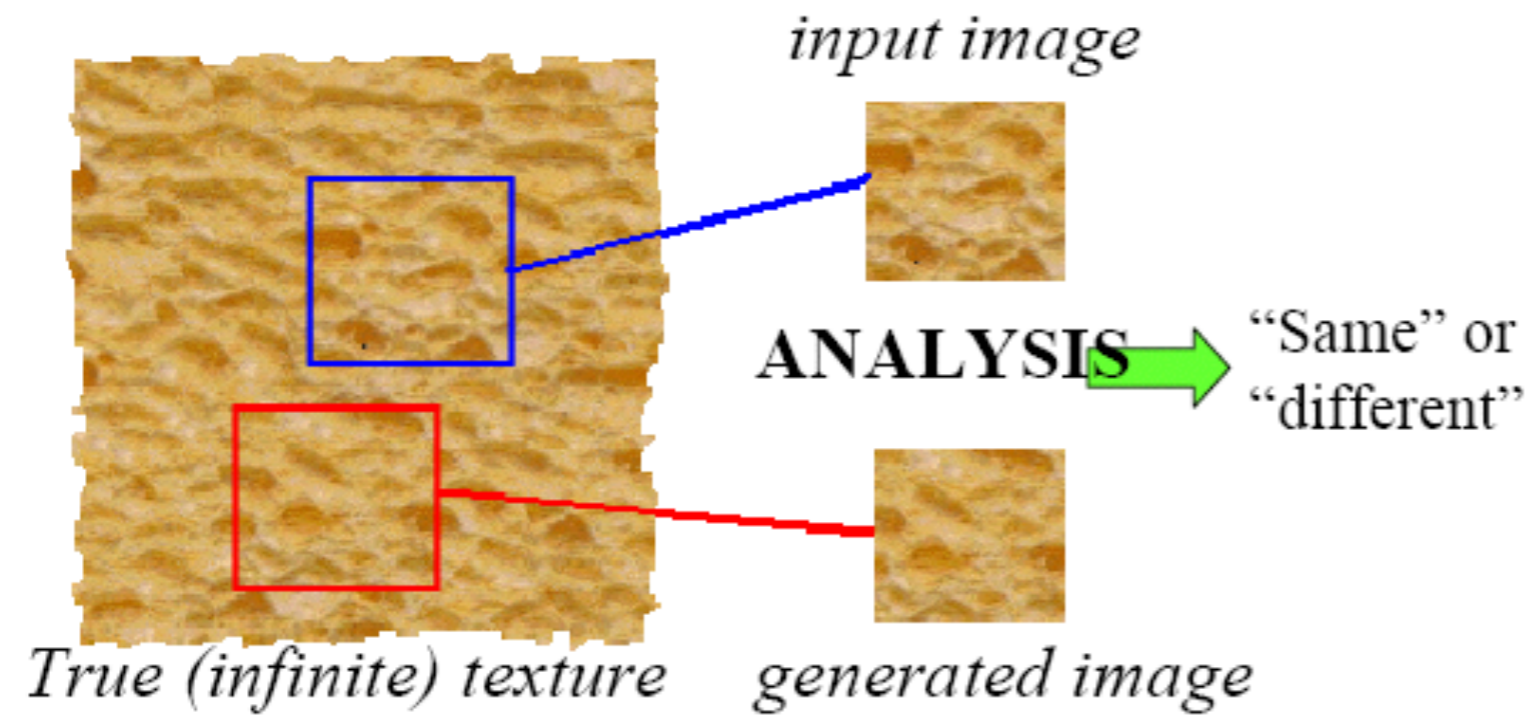 input image
ANALYSIS
“Same” or
“different”
True (infinite) texture
generated image